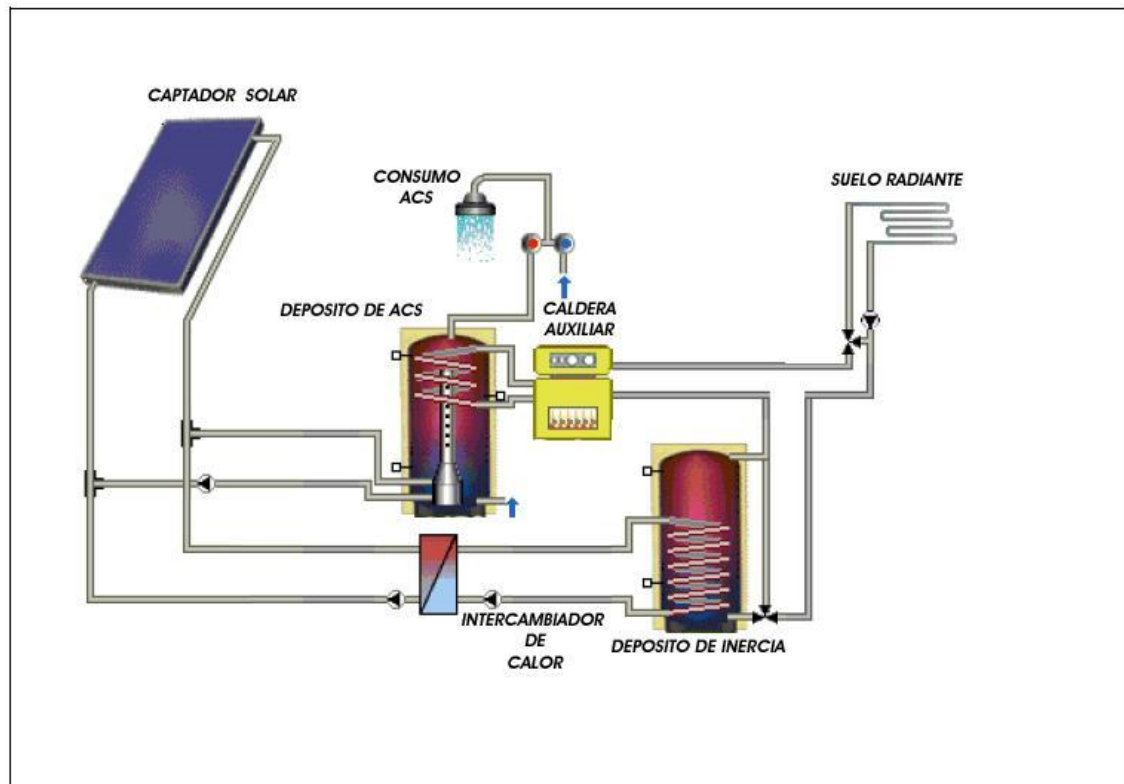 CAPTADOR SOLAR
CONSUMO
ACS
SUELO RADIANTE
DEPOSITO DE ACS
CALDERA
AUXILIAR
INTERCAMBIADOR
DE
CALOR
DEPOSITO DE INERCIA